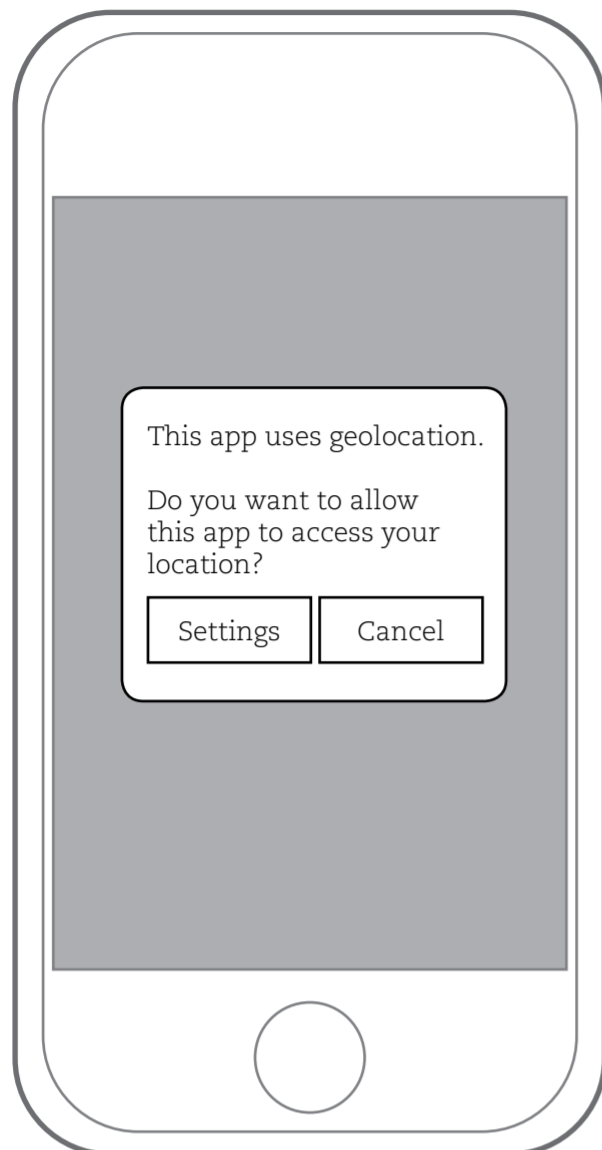 This app uses geolocation.
Do you want to allow
this app to access your
location?
Settings Cancel